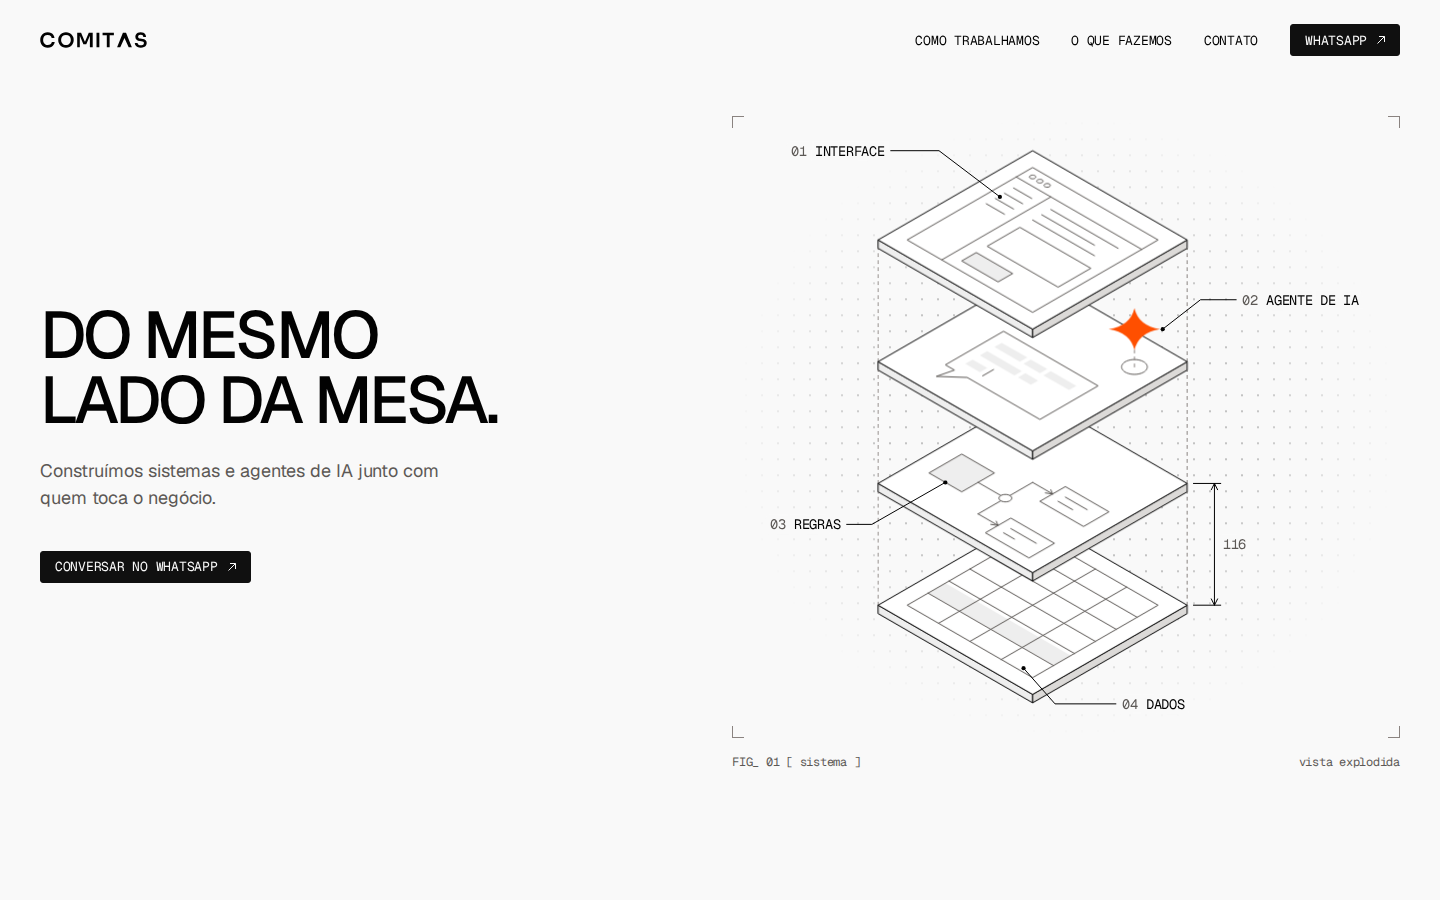 COMITAS
COMO TRABALHAMOS
O QUE FAZEMOS
CONTATO
WHATSAPP
DO MESMO
LADO DA MESA.
Construímos sistemas e agentes de IA junto com
quem toca o negócio.
CONVERSAR NO WHATSAPP
01 INTERFACE
02 AGENTE DE IA
03 REGRAS
116
04 DADOS
FIG_ 01 [ sistema ]
vista explodida